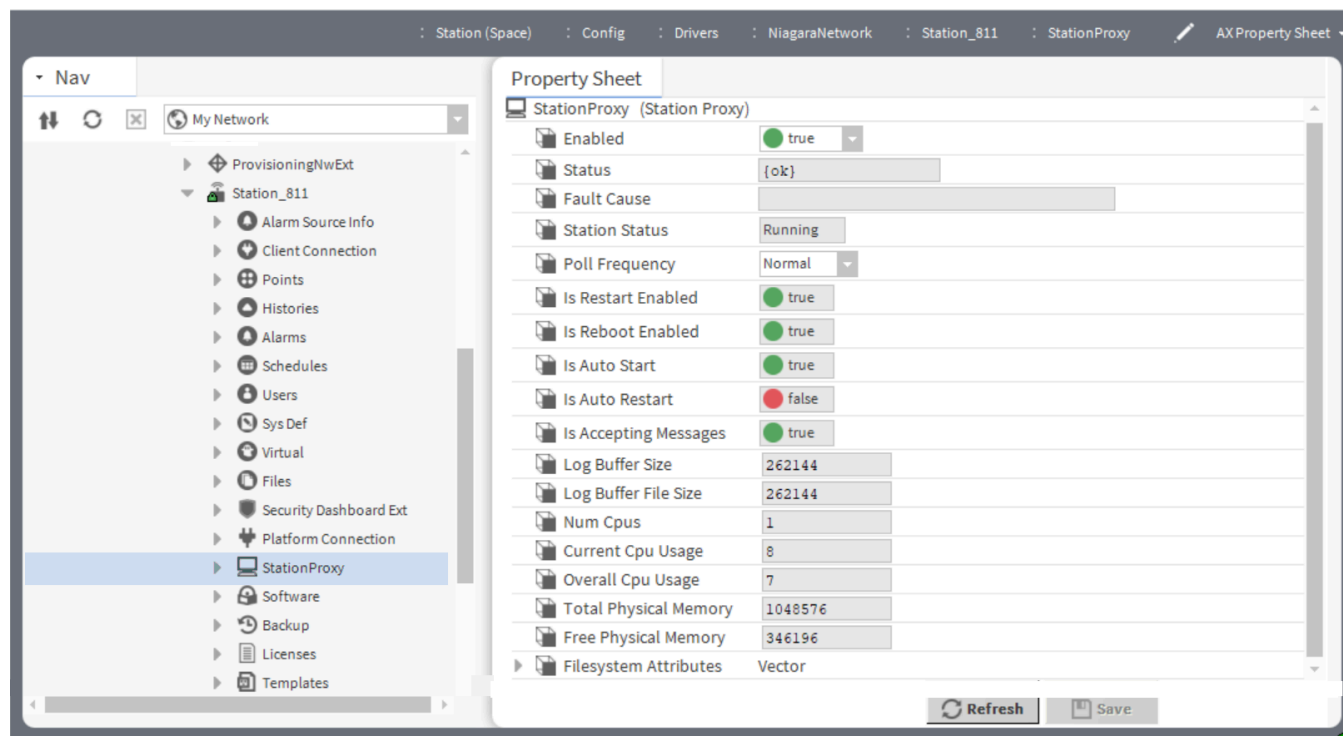 : Station (Space) : Config : Drivers : NiagaraNetwork : Station_811 : StationProxy AX Property Sheet
Nav
My Network
ProvisioningNwExt
Station_811
Alarm Source Info
Client Connection
Points
Histories
Alarms
Schedules
Users
Sys Def
Virtual
Files
Security Dashboard Ext
Platform Connection
StationProxy
Software
Backup
Licenses
Templates
Property Sheet
StationProxy (Station Proxy)
Enabled true
Status {ok}
Fault Cause
Station Status Running
Poll Frequency Normal
Is Restart Enabled true
Is Reboot Enabled true
Is Auto Start true
Is Auto Restart false
Is Accepting Messages true
Log Buffer Size 262144
Log Buffer File Size 262144
Num Cpus 1
Current Cpu Usage 8
Overall Cpu Usage 7
Total Physical Memory 1048576
Free Physical Memory 346196
Filesystem Attributes Vector
Refresh Save